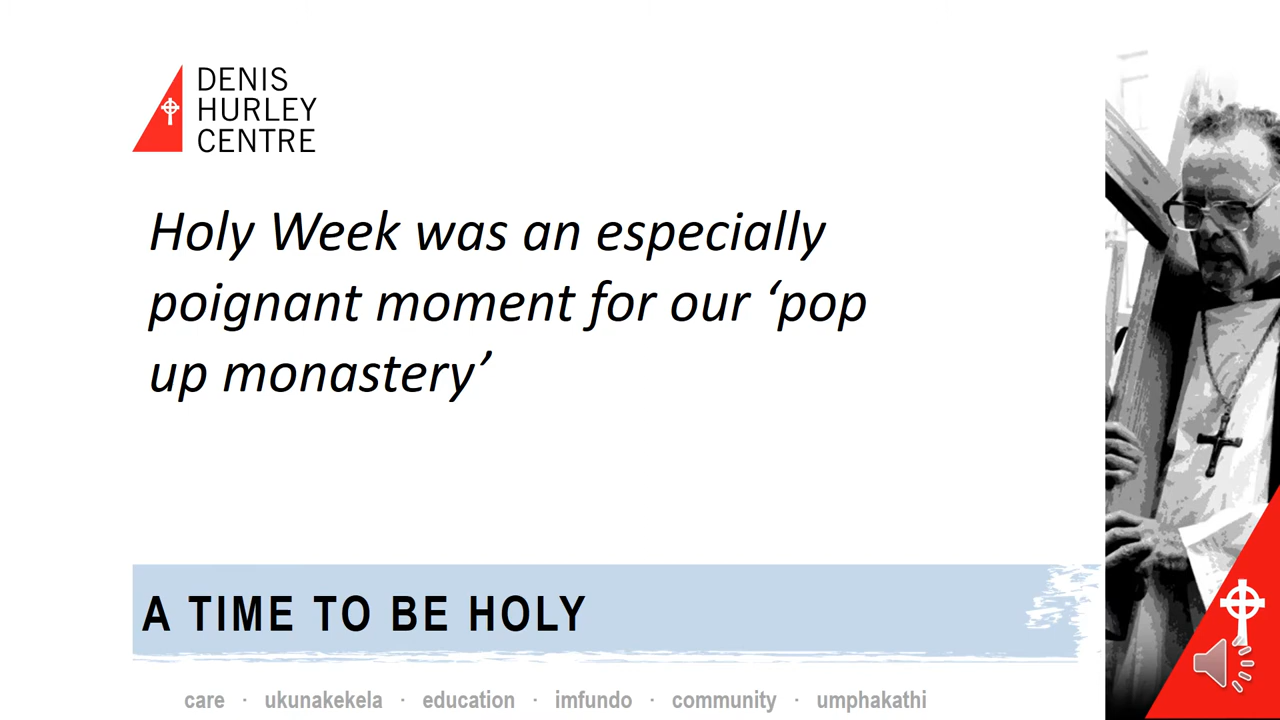 DENIS
HURLEY
CENTRE
Holy Week was an especially
poignant moment for our ‘pop
up monastery’
A TIME TO BE HOLY
care · ukunakekela · education · imfundo · community · umphakathi